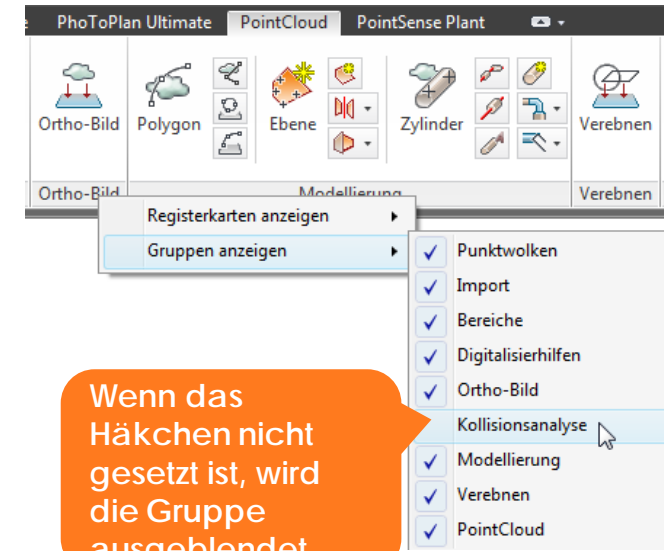 PhoToPlan Ultimate PointCloud PointSense Plant
Ortho-Bild Polygon Ebene Zylinder Verebnen
Ortho-Bild Modellierung Verebnen
Registerkarten anzeigen
Gruppen anzeigen
Punktwolken
Import
Bereiche
Digitalisierhilfen
Ortho-Bild
Kollisionsanalyse
Modellierung
Verebnen
PointCloud
Wenn das
Häkchen nicht
gesetzt ist, wird
die Gruppe
ausgeblendet